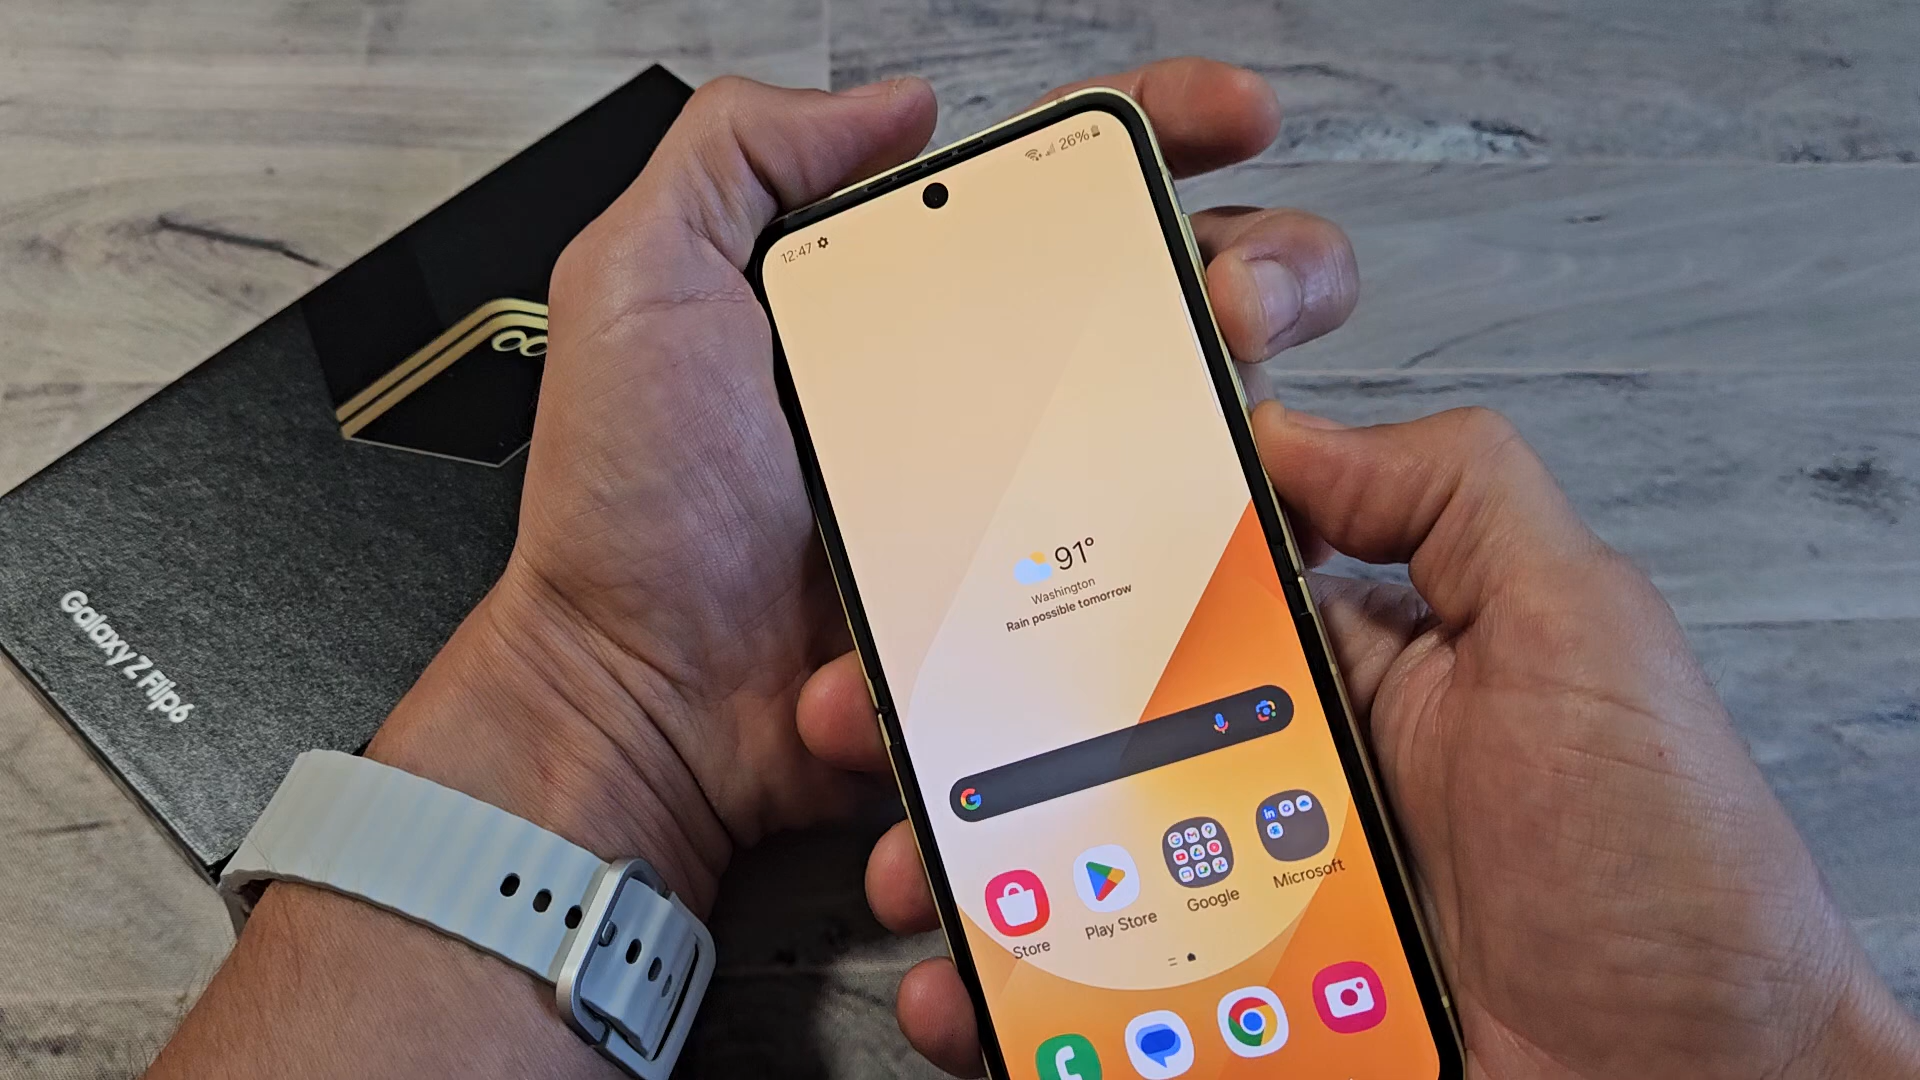 12:47
26%
91°
Washington
Rain possible tomorrow
Store
Play Store
Google
Microsoft
Galaxy Z Flip6